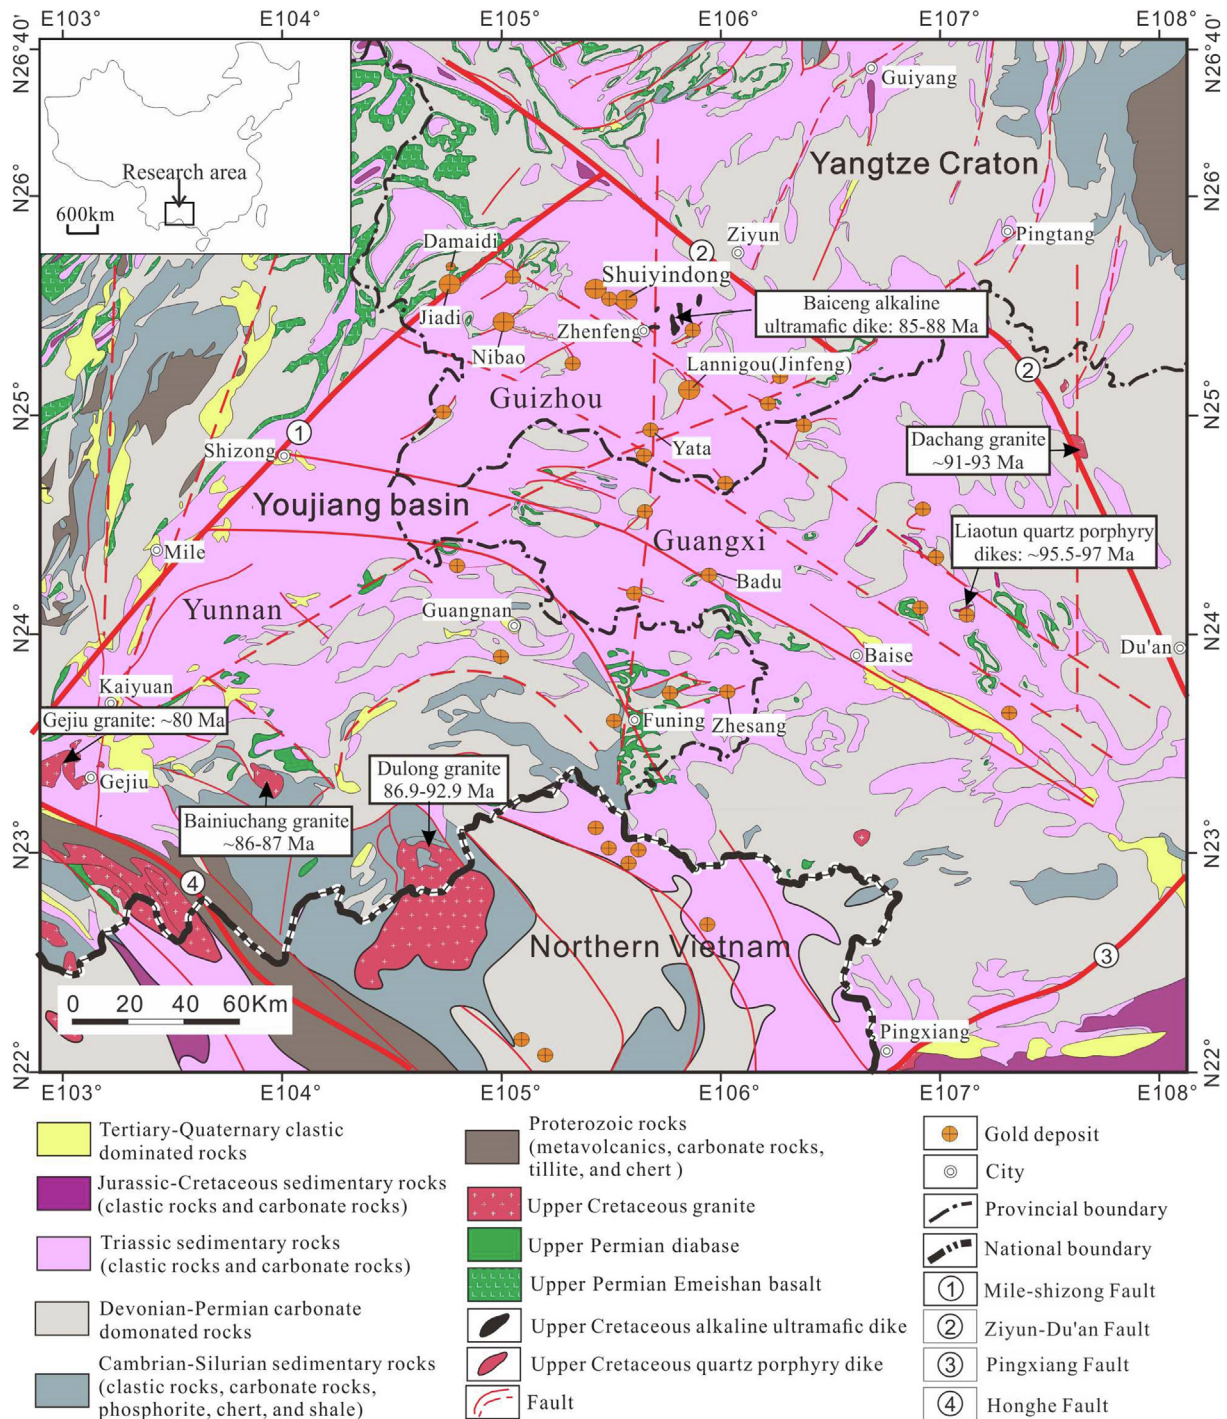 E103° E104° E105° E106° E107° E108°
N26°40'
N26°40'
Guiyang
Yangtze Craton
Research area
600km
N26°
N26°
Damaidi
Ziyun
Pingtang
2
Shuiyindong
Baiceng alkaline
ultramafic dike: 85-88 Ma
Jiadi
Zhenfeng
Nibao
Lannigou(Jinfeng)
2
Guizhou
N25°
N25°
1
Shizong
Yata
Dachang granite
~91-93 Ma
Youjiang basin
Guangxi
Liaotun quartz porphyry
dikes: ~95.5-97 Ma
Mile
Badu
Yunnan
Guangnan
N24°
N24°
Baise
Du'an
Kaiyuan
Gejiu granite: ~80 Ma
Funing
Zhesang
Gejiu
Dulong granite
86.9-92.9 Ma
Bainiuchang granite
~86-87 Ma
N23°
N23°
4
Northern Vietnam
3
0 20 40 60Km
Pingxiang
N22°
N22°
E103° E104° E105° E106° E107° E108°
Tertiary-Quaternary clastic
dominated rocks
Jurassic-Cretaceous sedimentary rocks
(clastic rocks and carbonate rocks)
Triassic sedimentary rocks
(clastic rocks and carbonate rocks)
Devonian-Permian carbonate
domonated rocks
Cambrian-Silurian sedimentary rocks
(clastic rocks, carbonate rocks,
phosphorite, chert, and shale)
Proterozoic rocks
(metavolcanics, carbonate rocks,
tillite, and chert )
Upper Cretaceous granite
Upper Permian diabase
Upper Permian Emeishan basalt
Upper Cretaceous alkaline ultramafic dike
Upper Cretaceous quartz porphyry dike
Fault
Gold deposit
City
Provincial boundary
National boundary
1 Mile-shizong Fault
2 Ziyun-Du'an Fault
3 Pingxiang Fault
4 Honghe Fault